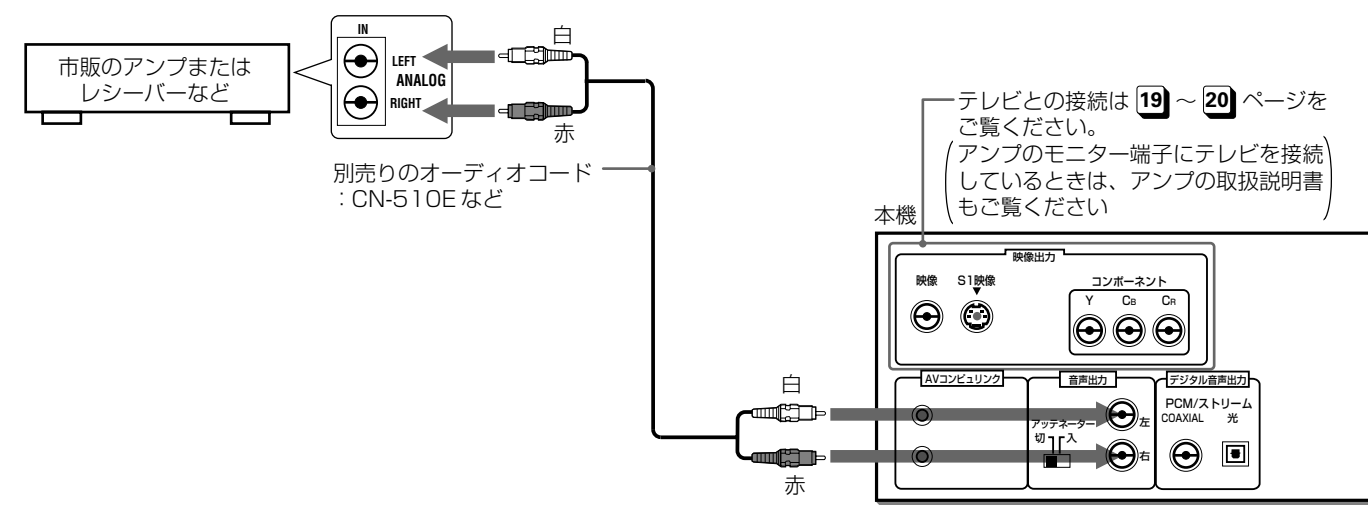 市販のアンプまたは
レシーバーなど
IN
LEFT
ANALOG
RIGHT
白
赤
別売りのオーディオコード
：CN-510Eなど
テレビとの接続は 19 ～ 20 ページを
ご覧ください。
(アンプのモニター端子にテレビを接続
しているときは、アンプの取扱説明書
もご覧ください)
本機
映像出力
映像 S1映像 コンポーネント
Y CB CR
白
赤
AVコンピュリンク
音声出力
アッテネーター
切 入
左
右
デジタル音声出力
PCM/ストリーム
COAXIAL 光